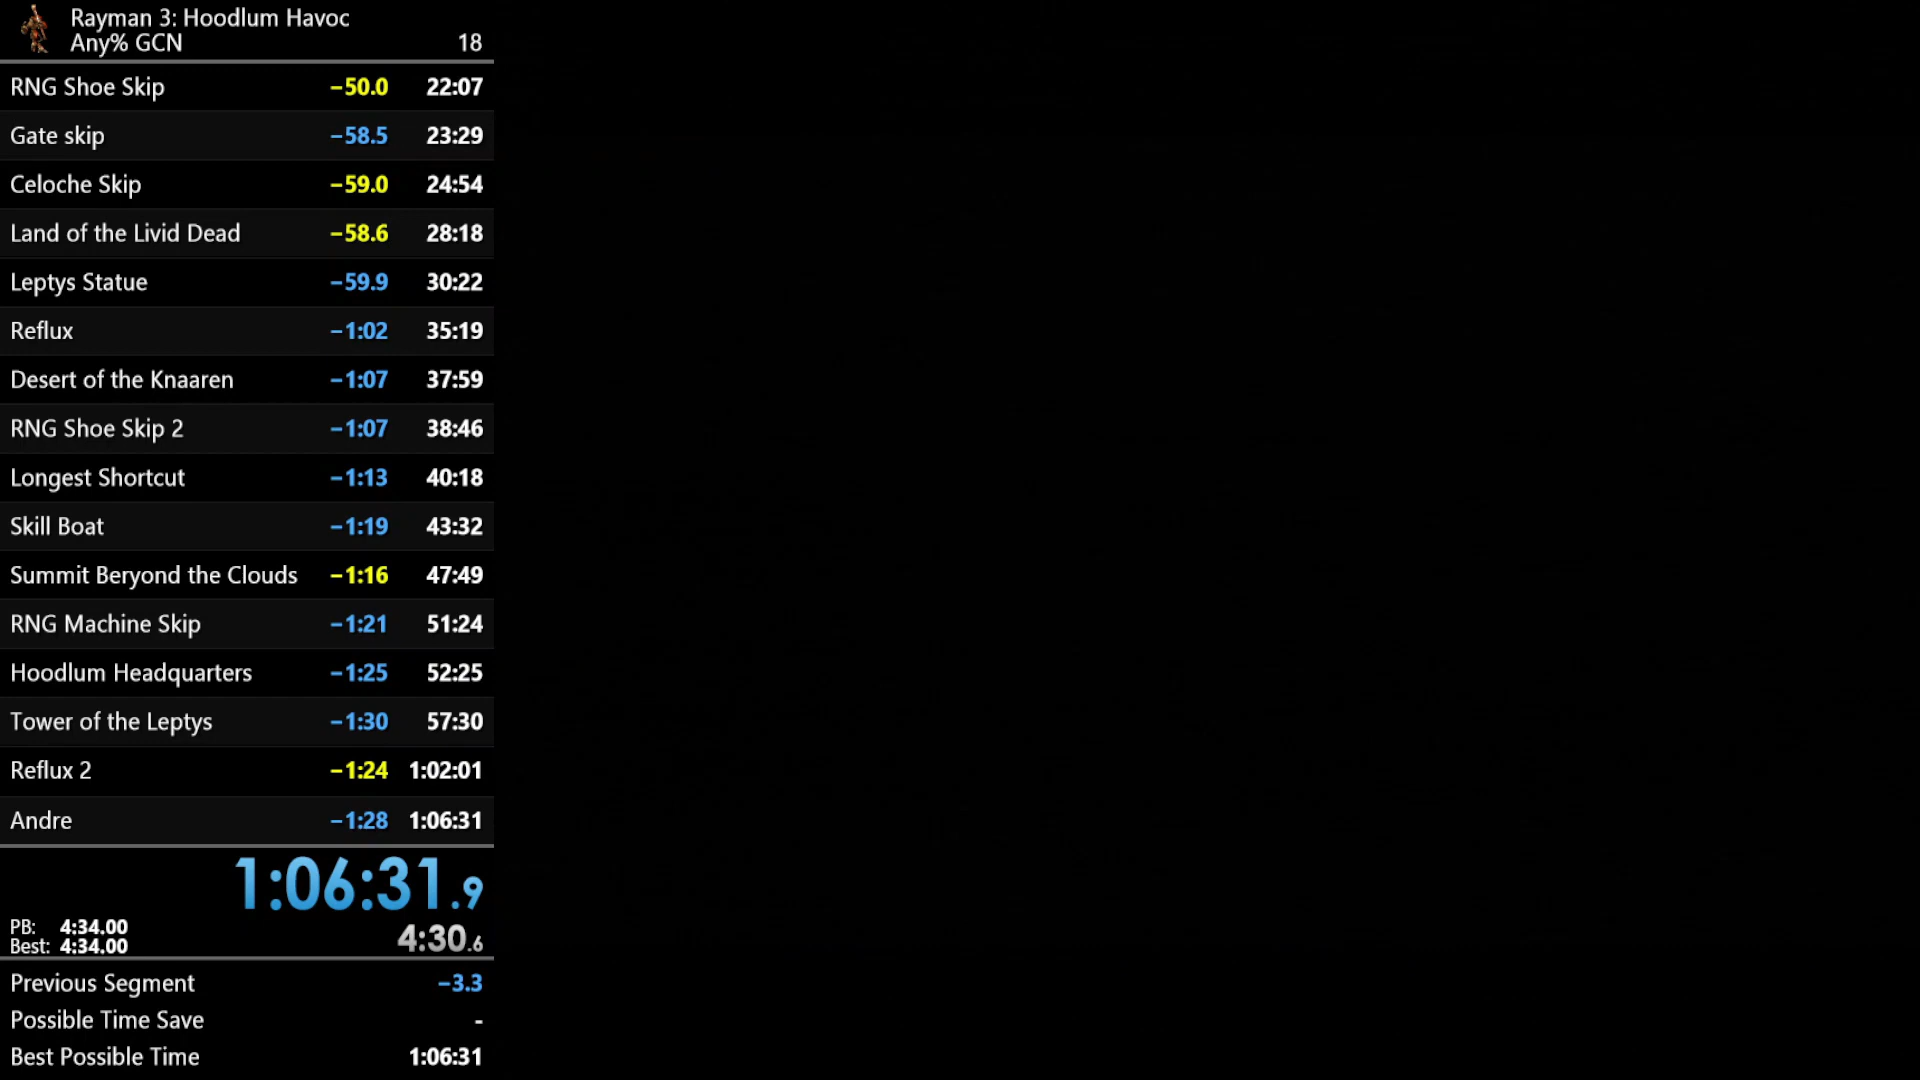 Rayman 3: Hoodlum Havoc
Any% GCN 18
RNG Shoe Skip −50.0 22:07
Gate skip −58.5 23:29
Celoche Skip −59.0 24:54
Land of the Livid Dead −58.6 28:18
Leptys Statue −59.9 30:22
Reflux −1:02 35:19
Desert of the Knaaren −1:07 37:59
RNG Shoe Skip 2 −1:07 38:46
Longest Shortcut −1:13 40:18
Skill Boat −1:19 43:32
Summit Beryond the Clouds −1:16 47:49
RNG Machine Skip −1:21 51:24
Hoodlum Headquarters −1:25 52:25
Tower of the Leptys −1:30 57:30
Reflux 2 −1:24 1:02:01
Andre −1:28 1:06:31
1:06:31.9
PB: 4:34.00
Best: 4:34.00 4:30.6
Previous Segment −3.3
Possible Time Save -
Best Possible Time 1:06:31